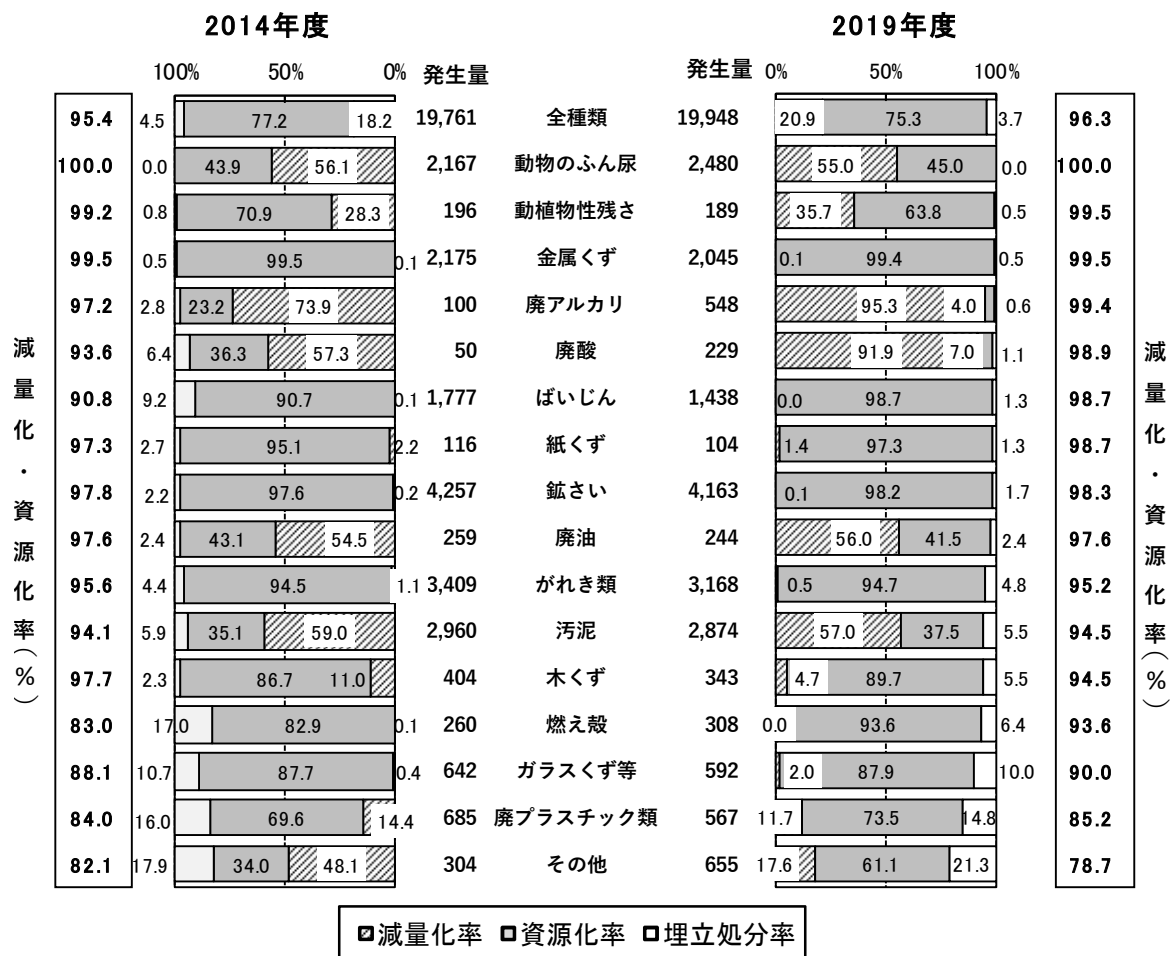 2014年度 2019年度
100% 50% 0% 発生量 発生量 0% 50% 100%
95.4 4.5 77.2 18.2 19,761 全種類 19,948 20.9 75.3 3.7 96.3
100.0 0.0 43.9 56.1 2,167 動物のふん尿 2,480 55.0 45.0 0.0 100.0
99.2 0.8 70.9 28.3 196 動植物性残さ 189 35.7 63.8 0.5 99.5
99.5 0.5 99.5 0.1 2,175 金属くず 2,045 0.1 99.4 0.5 99.5
97.2 2.8 23.2 73.9 100 廃アルカリ 548 95.3 4.0 0.6 99.4
93.6 6.4 36.3 57.3 50 廃酸 229 91.9 7.0 1.1 98.9
90.8 9.2 90.7 0.1 1,777 ばいじん 1,438 0.0 98.7 1.3 98.7
97.3 2.7 95.1 2.2 116 紙くず 104 1.4 97.3 1.3 98.7
97.8 2.2 97.6 0.2 4,257 鉱さい 4,163 0.1 98.2 1.7 98.3
97.6 2.4 43.1 54.5 259 廃油 244 56.0 41.5 2.4 97.6
95.6 4.4 94.5 1.1 3,409 がれき類 3,168 0.5 94.7 4.8 95.2
94.1 5.9 35.1 59.0 2,960 汚泥 2,874 57.0 37.5 5.5 94.5
97.7 2.3 86.7 11.0 404 木くず 343 4.7 89.7 5.5 94.5
83.0 17.0 82.9 0.1 260 燃え殻 308 0.0 93.6 6.4 93.6
88.1 10.7 87.7 0.4 642 ガラスくず等 592 2.0 87.9 10.0 90.0
84.0 16.0 69.6 14.4 685 廃プラスチック類 567 11.7 73.5 14.8 85.2
82.1 17.9 34.0 48.1 304 その他 655 17.6 61.1 21.3 78.7
減量化・資源化率(%)
減量化・資源化率(%)
減量化率 資源化率 埋立処分率